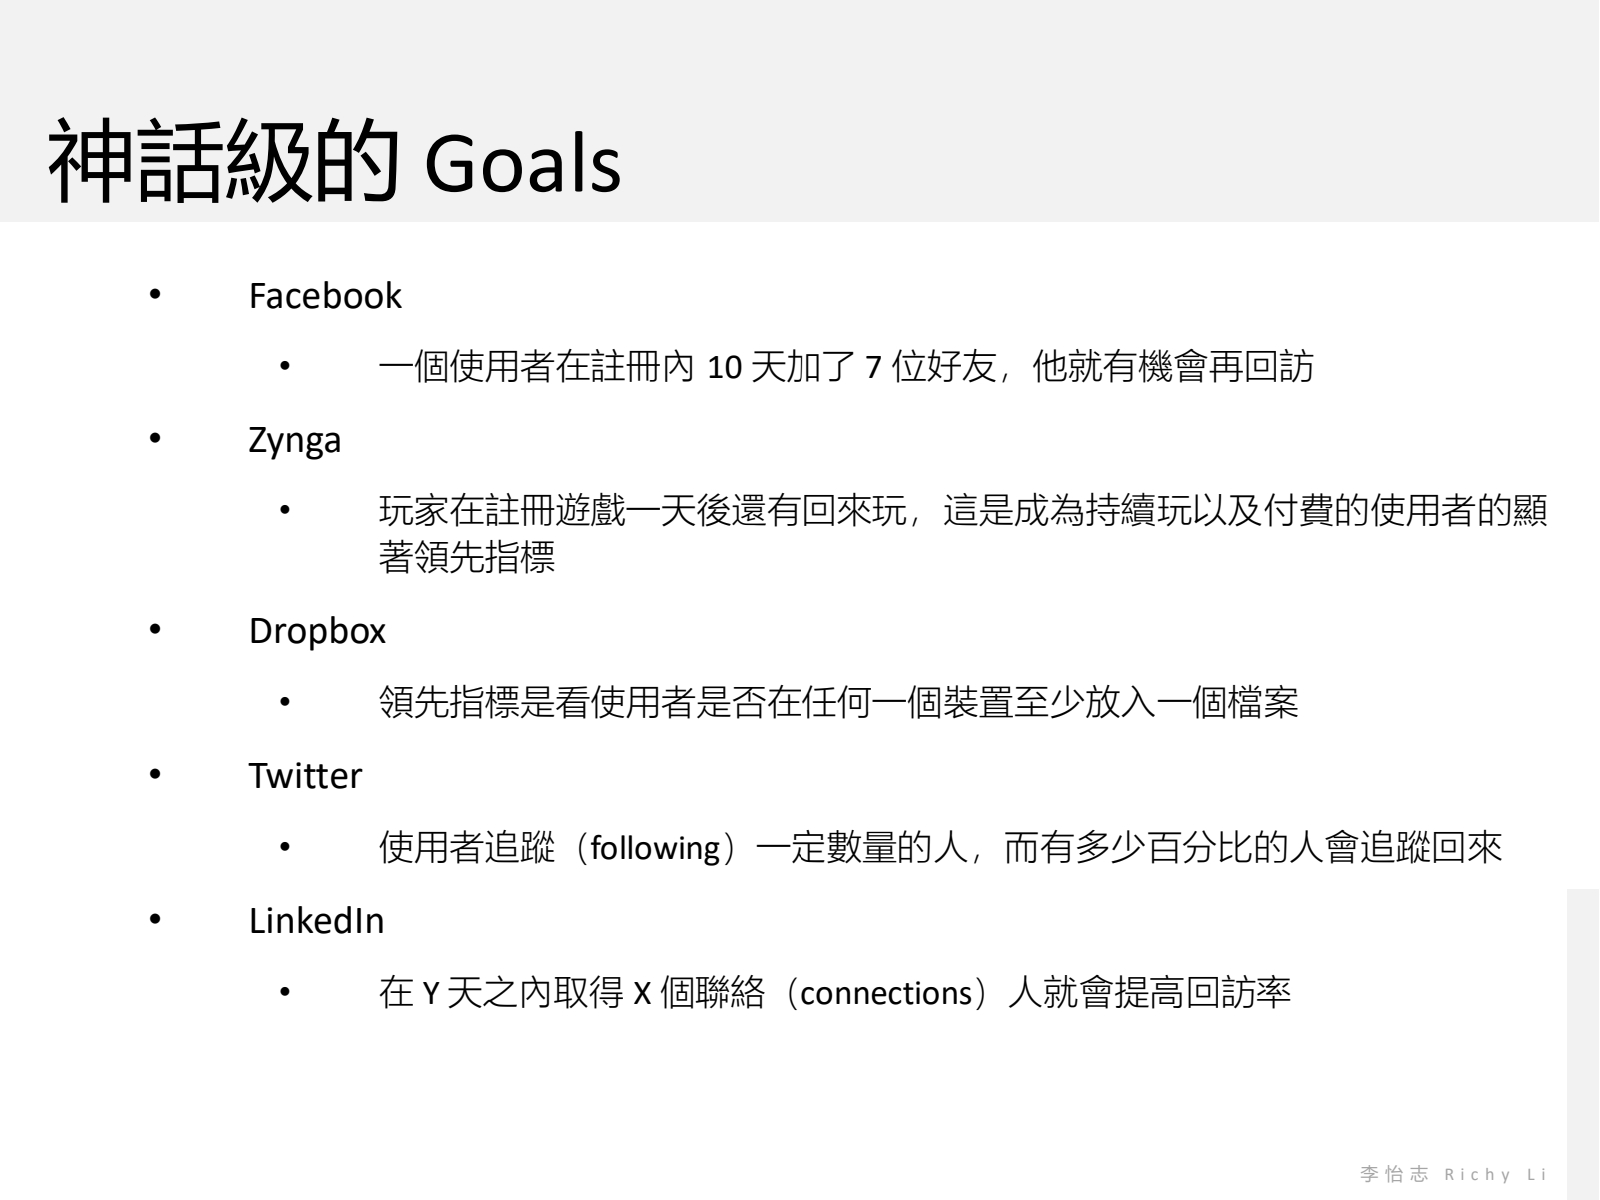 神話級的 Goals
• Facebook
• 一個使用者在註冊內 10 天加了 7 位好友，他就有機會再回訪
• Zynga
• 玩家在註冊遊戲一天後還有回來玩，這是成為持續玩以及付費的使用者的顯
著領先指標
• Dropbox
• 領先指標是看使用者是否在任何一個裝置至少放入一個檔案
• Twitter
• 使用者追蹤（following）一定數量的人，而有多少百分比的人會追蹤回來
• LinkedIn
• 在 Y 天之內取得 X 個聯絡（connections）人就會提高回訪率
李怡志 Richy Li